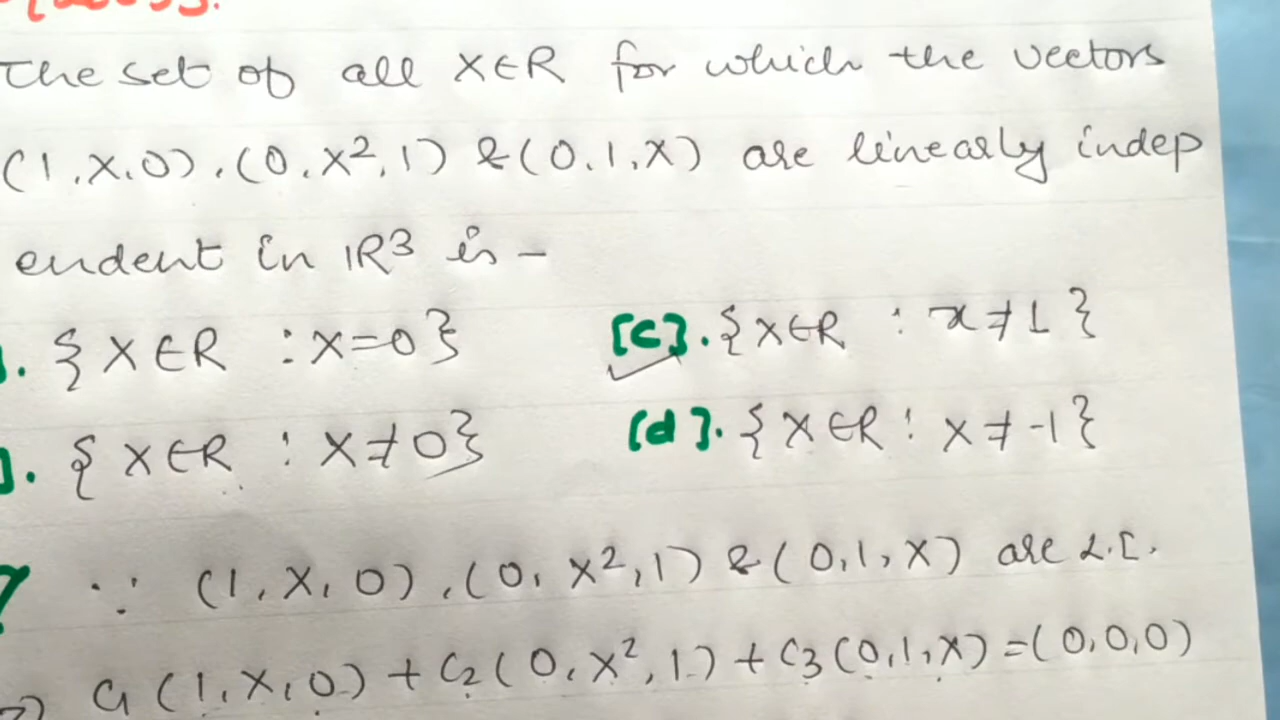 The set of all X∈R for which the vectors
(1,X,0),(0,X²,1) & (0,1,X) are linearly indep
endent in IR³ is –
]. {X∈R : X=0} [c]. {X∈R : x≠1}
]. {X∈R : X≠0} [d]. {X∈R : X≠-1}
∵ (1,X,0),(0,X²,1) & (0,1,X) are L.I.
C₁(1,X,0) + C₂(0,X²,1) + C₃(0,1,X) = (0,0,0)